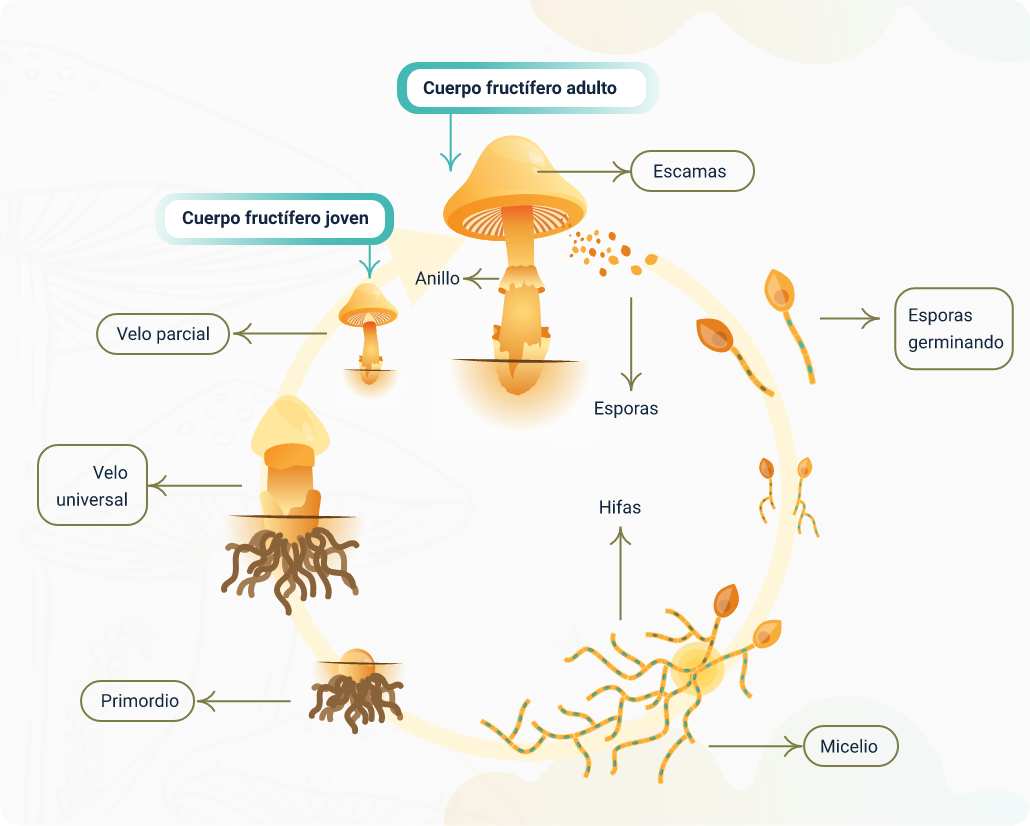 Cuerpo fructífero adulto
Escamas
Cuerpo fructífero joven
Anillo
Velo parcial
Esporas
germinando
Esporas
Velo
universal
Hifas
Primordio
Micelio